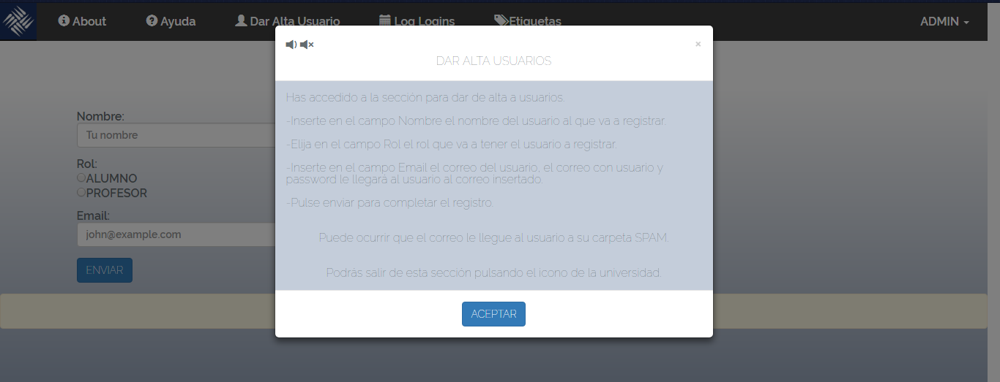 About
Ayuda
Dar Alta Usuario
Log Logins
Etiquetas
ADMIN
×
DAR ALTA USUARIOS
Has accedido a la sección para dar de alta a usuarios.
-Inserte en el campo Nombre el nombre del usuario al que va a registrar.
-Elija en el campo Rol el rol que va a tener el usuario a registrar.
-Inserte en el campo Email el correo del usuario, el correo con usuario y
password le llegará al usuario al correo insertado.
-Pulse enviar para completar el registro.
Puede ocurrir que el correo le llegue al usuario a su carpeta SPAM.
Podrás salir de esta sección pulsando el icono de la universidad.
ACEPTAR
Nombre:
Tu nombre
Rol:
ALUMNO
PROFESOR
Email:
john@example.com
ENVIAR